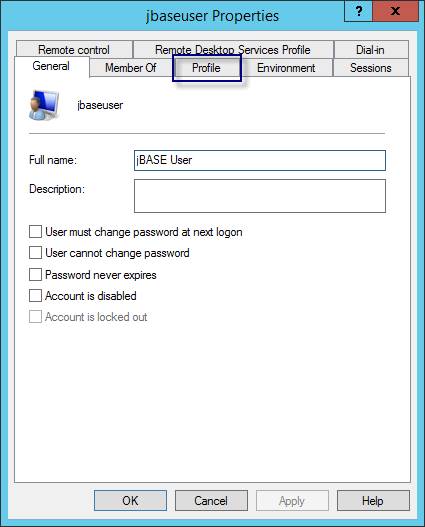 jbaseuser Properties
? X
Remote control Remote Desktop Services Profile Dial-in
General Member Of Profile Environment Sessions
jbaseuser
Full name: jBASE User
Description:
User must change password at next logon
User cannot change password
Password never expires
Account is disabled
Account is locked out
OK Cancel Apply Help